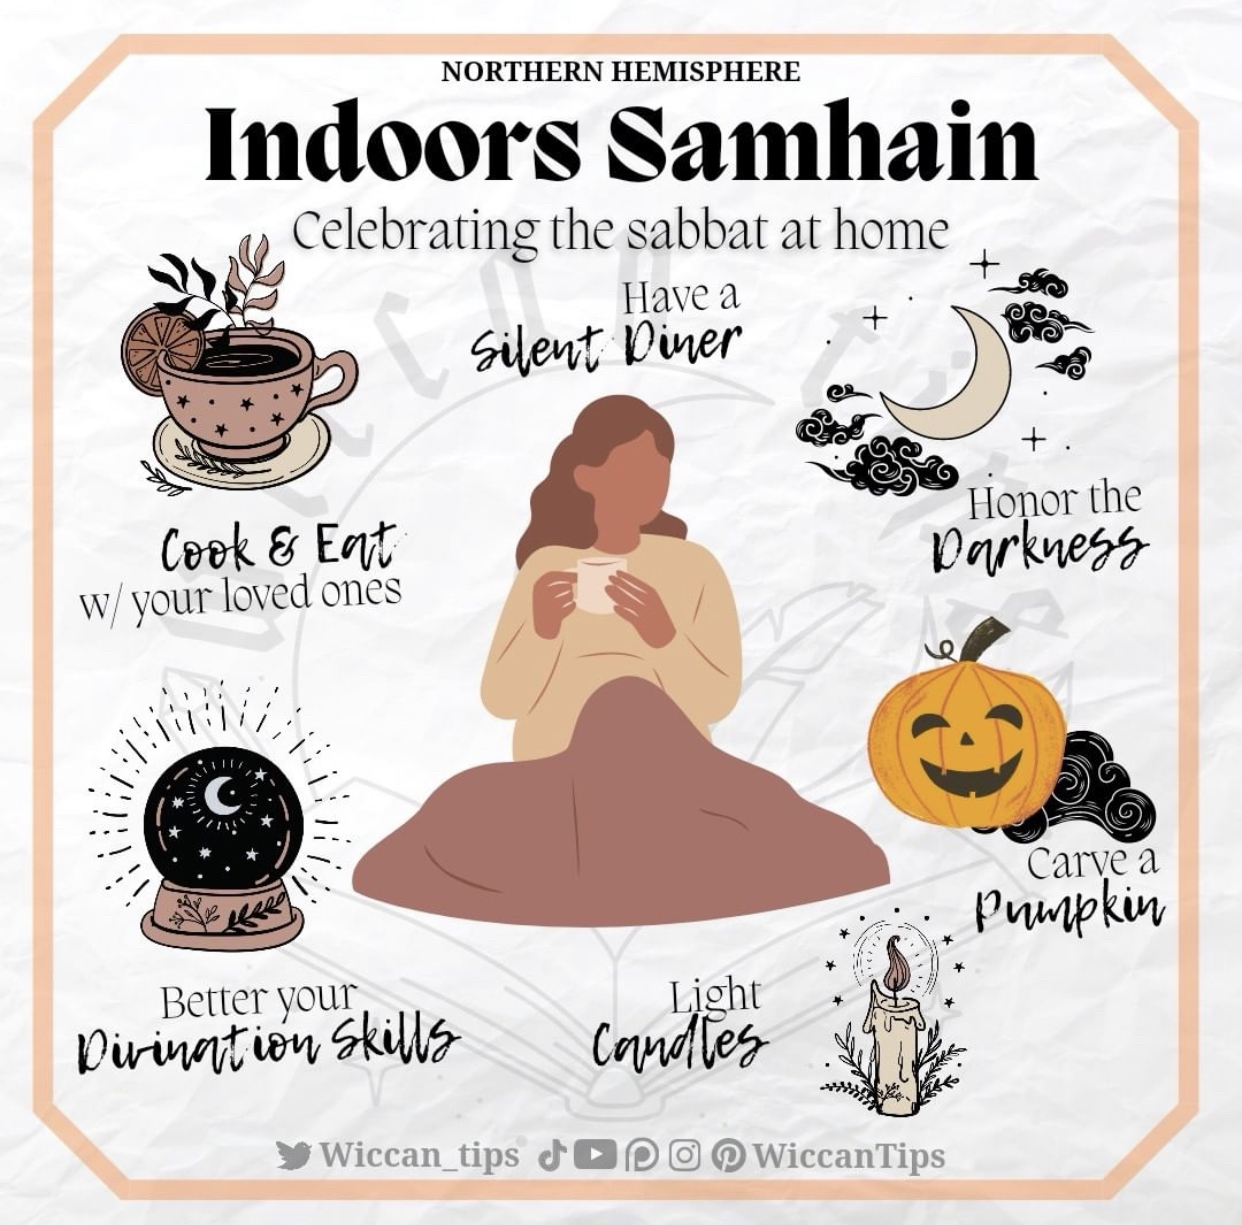 NORTHERN HEMISPHERE
Indoors Samhain
Celebrating the sabbat at home
Have a
Silent Diner
Honor the
Darkness
Cook & Eat
w/ your loved ones
Carve a
Pumpkin
Better your
Divination Skills
Light
Candles
Wiccan_tips WiccanTips